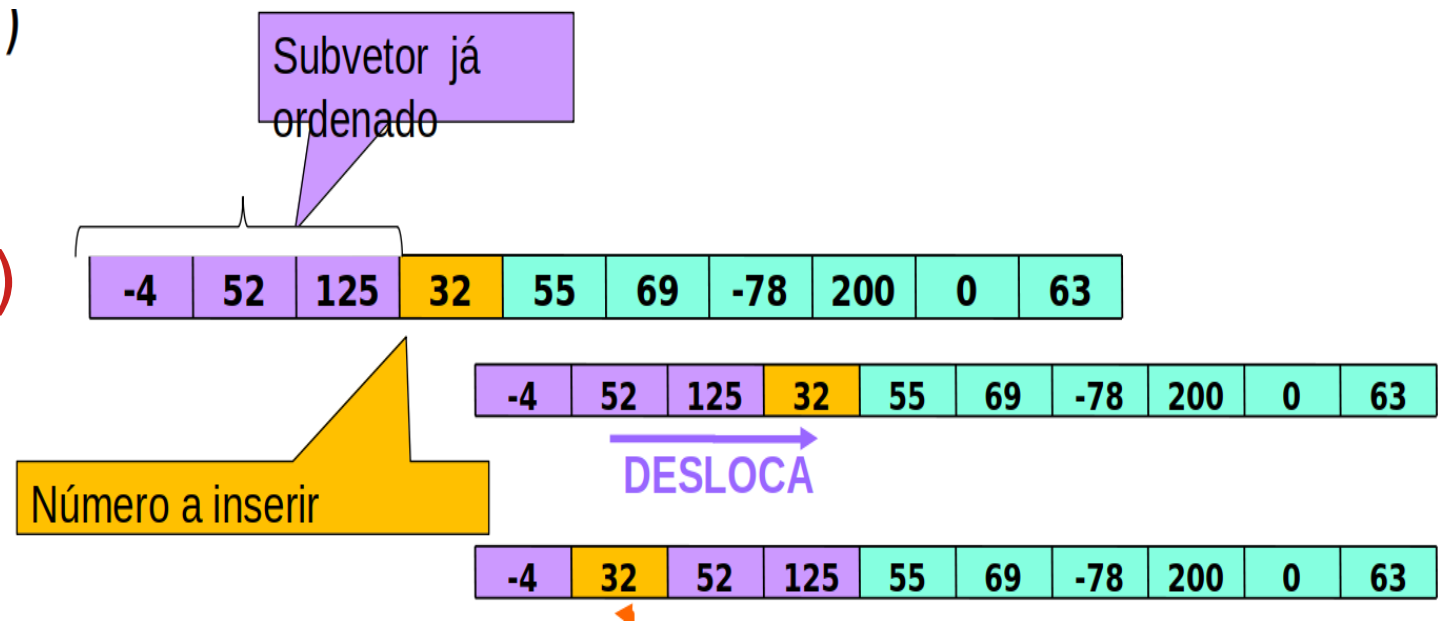 )
Subvetor já
ordenado
)
-4 52 125 32 55 69 -78 200 0 63
-4 52 125 32 55 69 -78 200 0 63
DESLOCA
Número a inserir
-4 32 52 125 55 69 -78 200 0 63